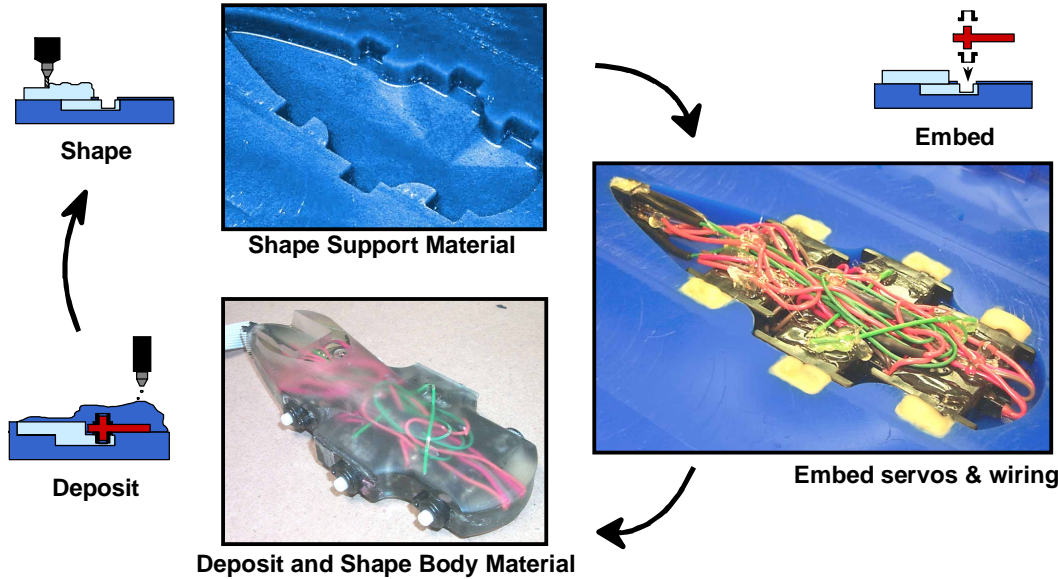 Shape
Shape Support Material
Embed
Embed servos & wiring
Deposit
Deposit and Shape Body Material